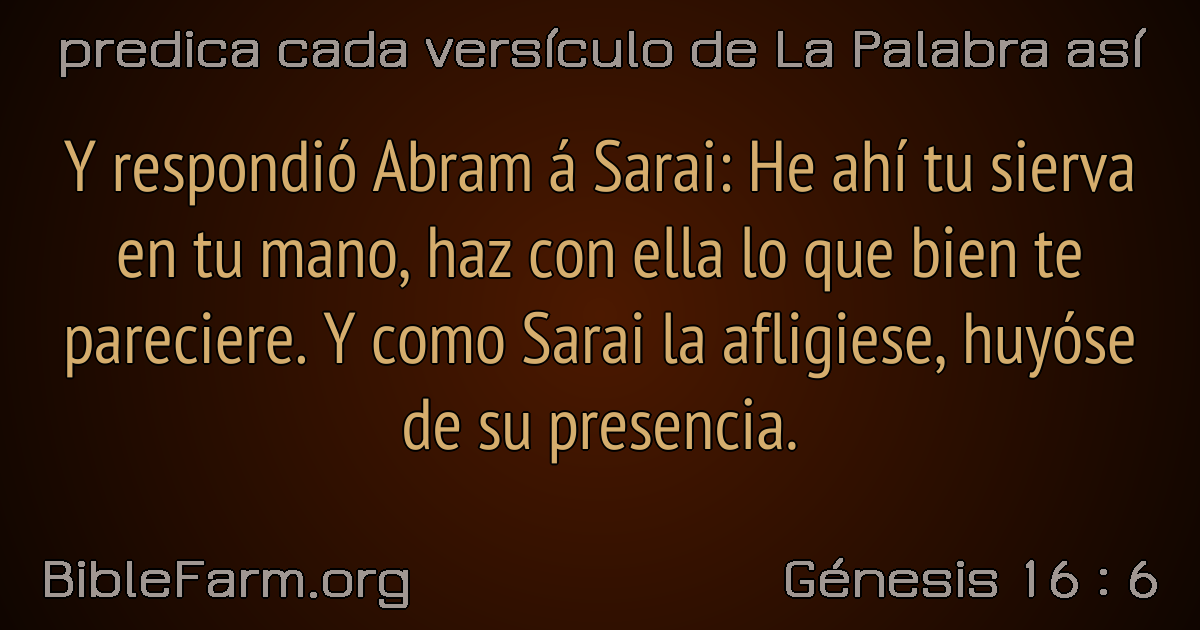 predica cada versículo de La Palabra así
Y respondió Abram á Sarai: He ahí tu sierva
en tu mano, haz con ella lo que bien te
pareciere. Y como Sarai la afligiese, huyóse
de su presencia.
BibleFarm.org
Génesis 16 : 6